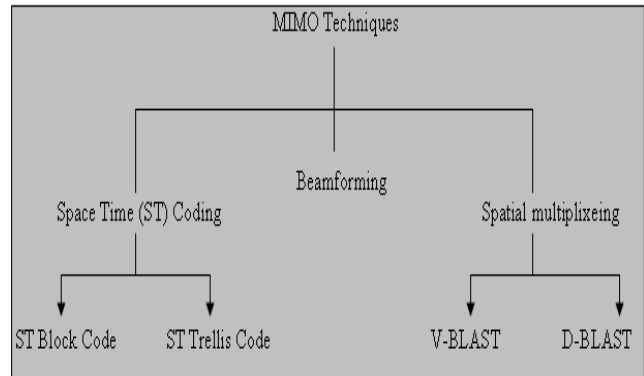 MIMO Techniques
Beamforming
Space Time (ST) Coding
Spatial multiplixeing
ST Block Code
ST Trellis Code
V-BLAST
D-BLAST